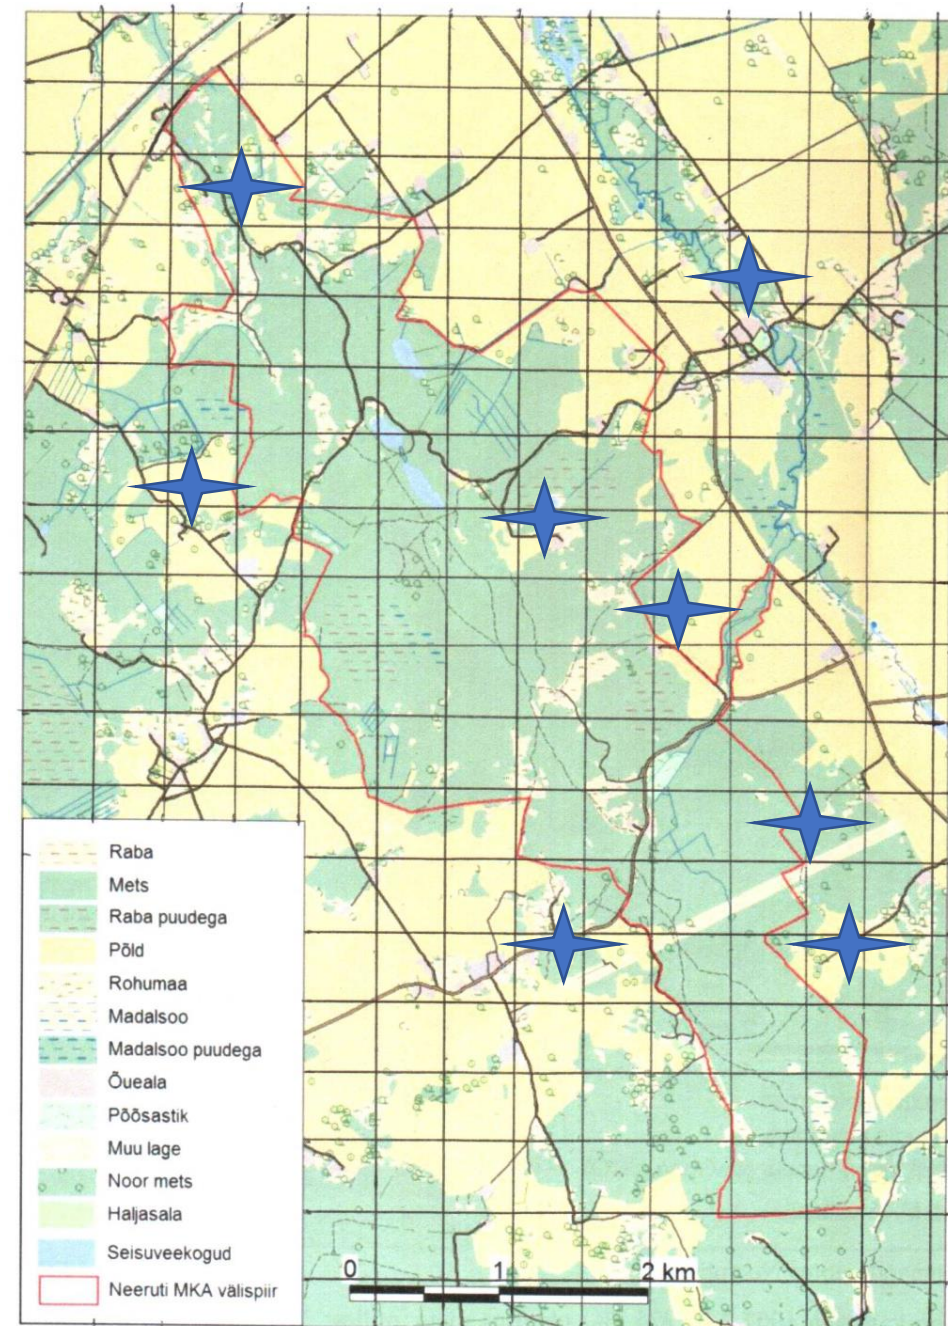 Raba
Mets
Raba puudega
Põld
Rohumaa
Madalsoo
Madalsoo puudega
Õueala
Põõsastik
Muu lage
Noor mets
Haljasala
Seisuveekogud
Neeruti MKA välispiir
0 1 2 km